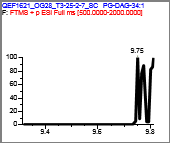 QEF1621_OG28_T3-25-2-7_SC PG-DAG-34:1
F: FTMS + p ESI Full ms [500.0000-2000.0000]
9.75
100
80
60
40
20
0
9.4 9.6 9.8